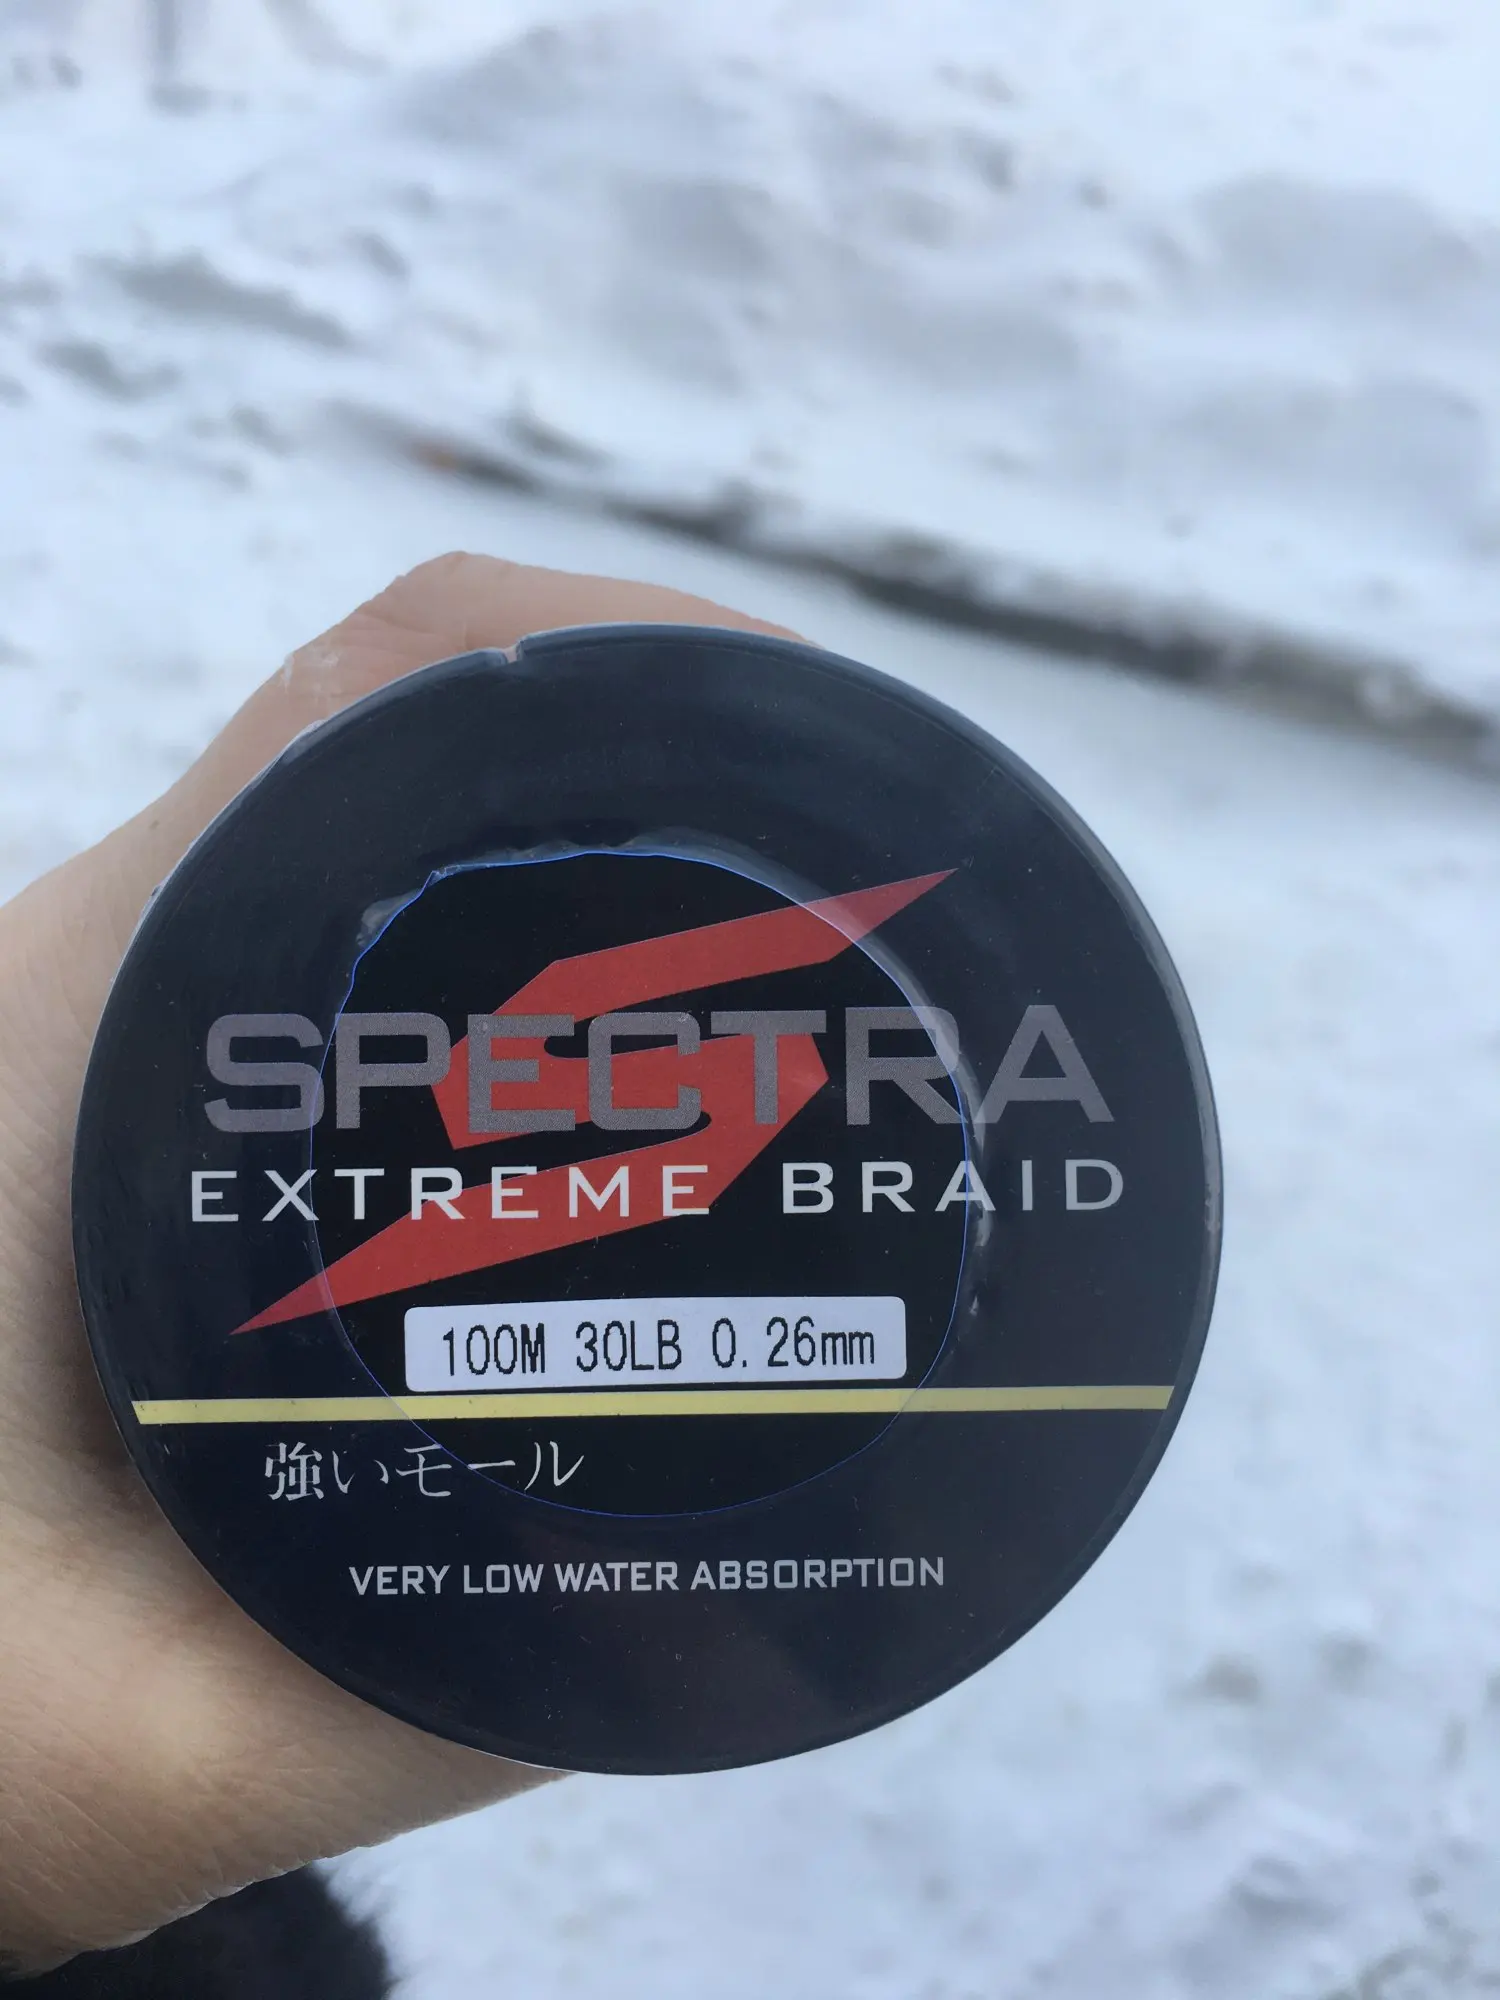 SPECTRA
EXTREME BRAID
100M 30LB 0.26mm
強いモール
VERY LOW WATER ABSORPTION